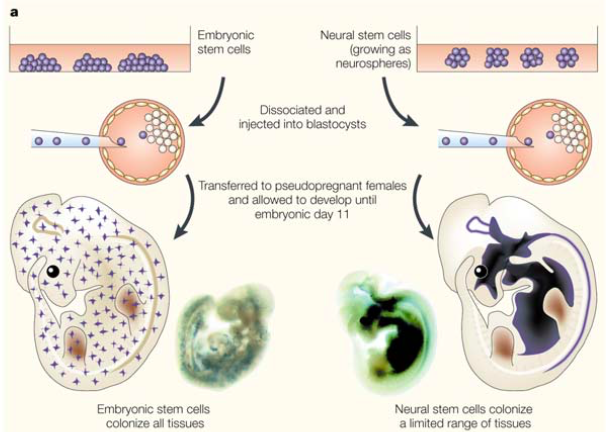 a
Embryonic
stem cells
Neural stem cells
(growing as
neurospheres)
Dissociated and
injected into blastocysts
Transferred to pseudopregnant females
and allowed to develop until
embryonic day 11
Embryonic stem cells
colonize all tissues
Neural stem cells colonize
a limited range of tissues